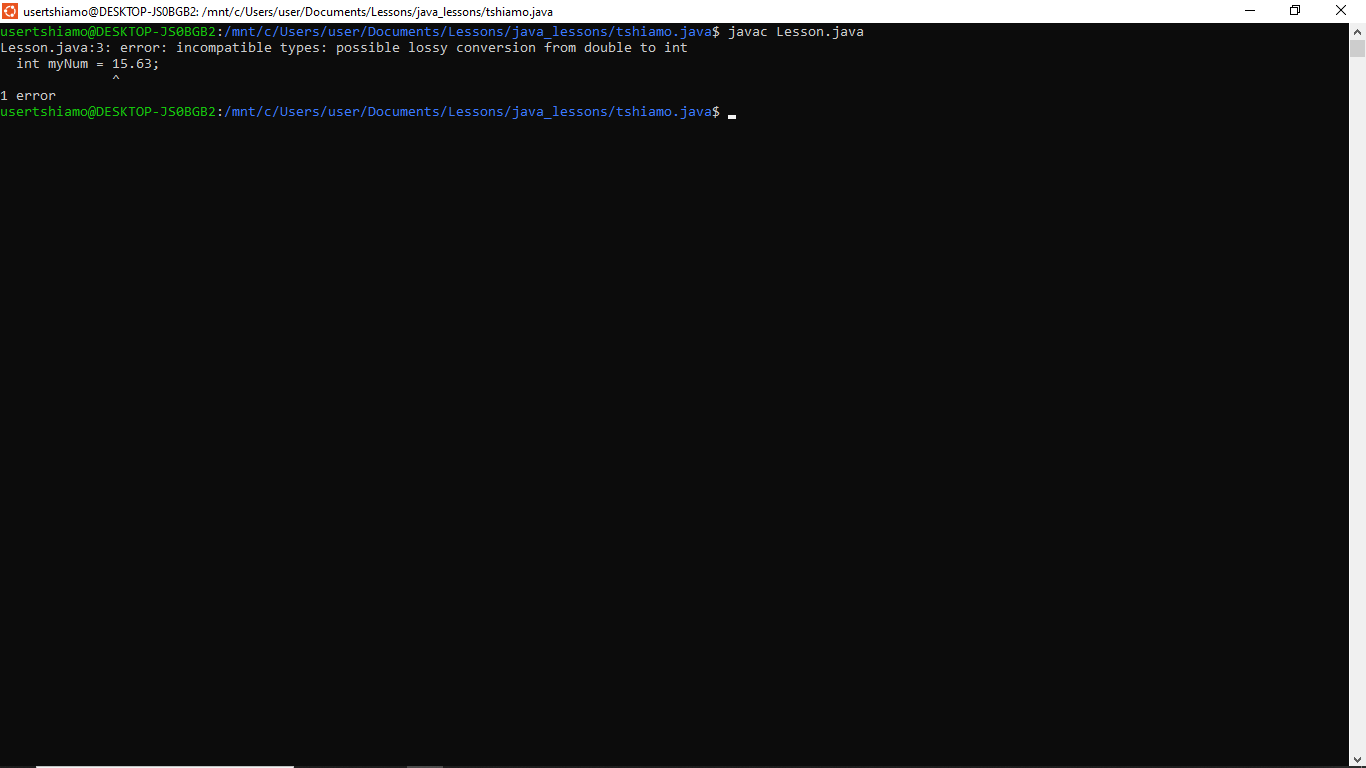 usertshiamo@DESKTOP-JS0BGB2: /mnt/c/Users/user/Documents/Lessons/java_lessons/tshiamo.java
usertshiamo@DESKTOP-JS0BGB2:/mnt/c/Users/user/Documents/Lessons/java_lessons/tshiamo.java$ javac Lesson.java
Lesson.java:3: error: incompatible types: possible lossy conversion from double to int
  int myNum = 15.63;
              ^
1 error
usertshiamo@DESKTOP-JS0BGB2:/mnt/c/Users/user/Documents/Lessons/java_lessons/tshiamo.java$